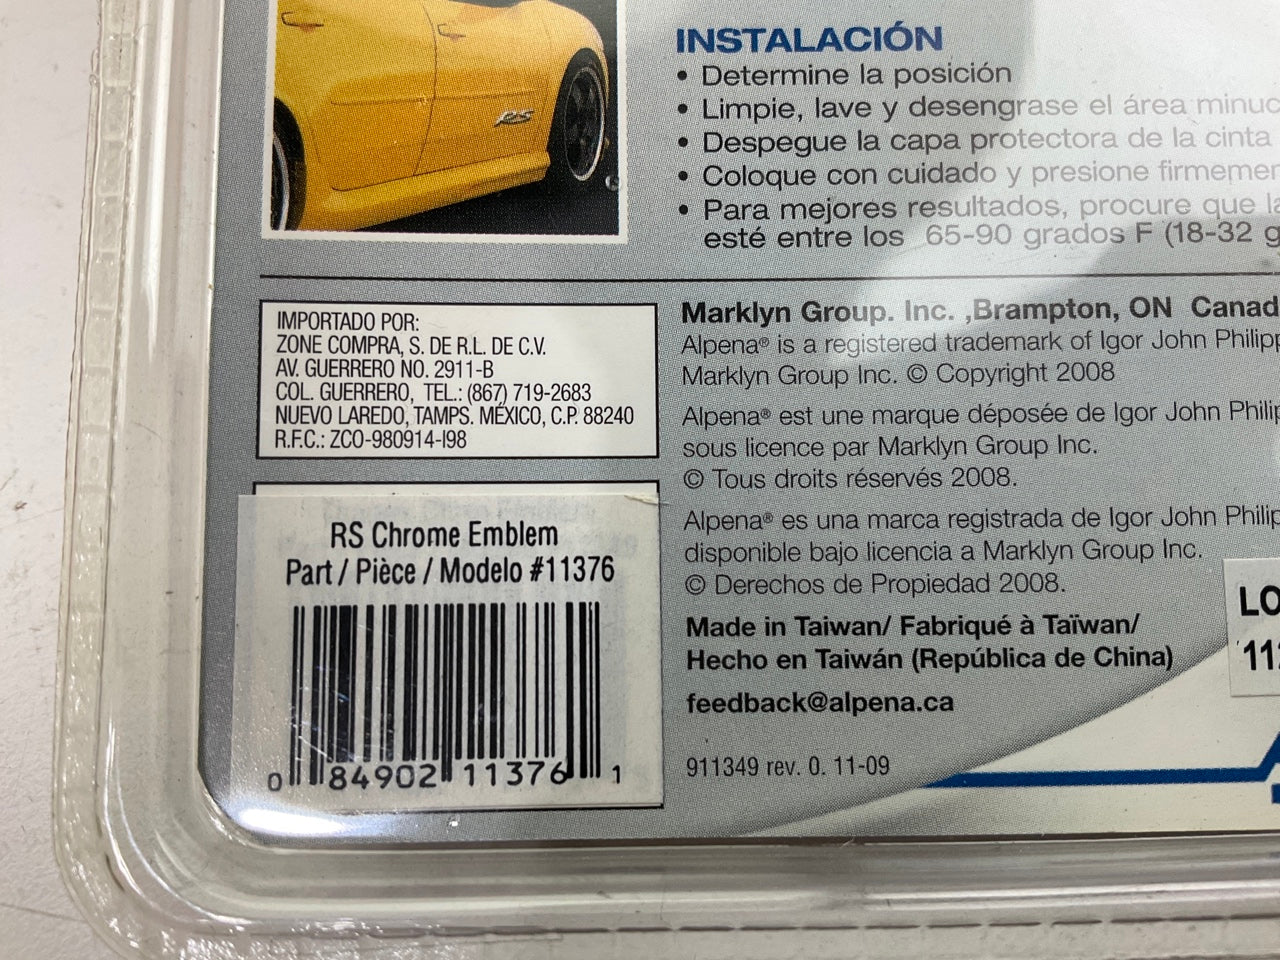 RS
INSTALACIÓN
• Determine la posición
• Limpie, lave y desengrase el área
• Despegue la capa protectora de la cinta
• Coloque con cuidado y presione
• Para mejores resultados, procure que
esté entre los 65-90 grados F (18-32
IMPORTADO POR:
ZONE COMPRA, S. DE R.L. DE C.V.
AV. GUERRERO NO. 2911-B
COL. GUERRERO, TEL.: (867) 719-2683
NUEVO LAREDO, TAMPS. MÉXICO, C.P. 88240
R.F.C.: ZCO-980914-I98
RS Chrome Emblem
Part / Pièce / Modelo #11376
0 84902 11376 1
Marklyn Group. Inc. ,Brampton, ON Canad
Alpena® is a registered trademark of Igor John
Marklyn Group Inc. © Copyright 2008
Alpena® est une marque déposée de Igor John
sous licence par Marklyn Group Inc.
© Tous droits réservés 2008.
Alpena® es una marca registrada de Igor John
disponible bajo licencia a Marklyn Group Inc.
© Derechos de Propiedad 2008.
Made in Taiwan/ Fabriqué à Taïwan/
Hecho en Taiwán (República de China)
feedback@alpena.ca
911349 rev. 0. 11-09
LO